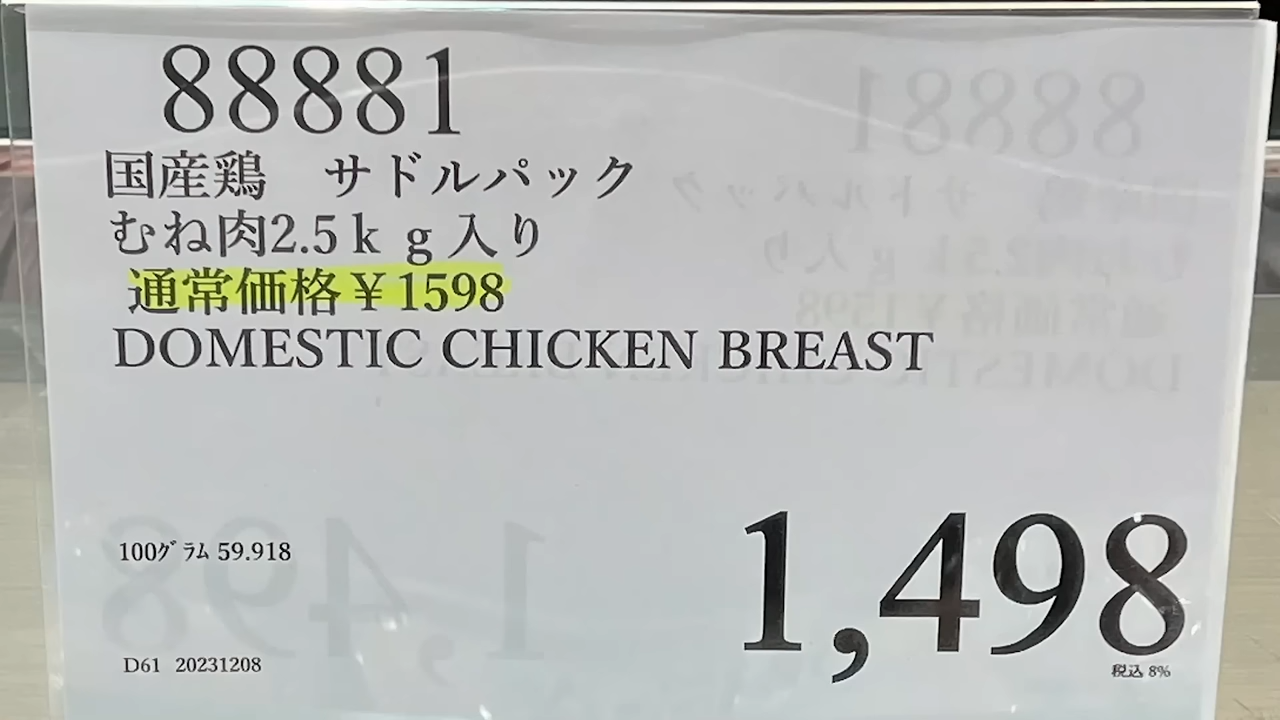 88881
国産鶏　サドルパック
むね肉2.5ｋｇ入り
通常価格￥1598
DOMESTIC CHICKEN BREAST
1,498
100ｸﾞﾗﾑ 59.918
D61 20231208
税込 8%